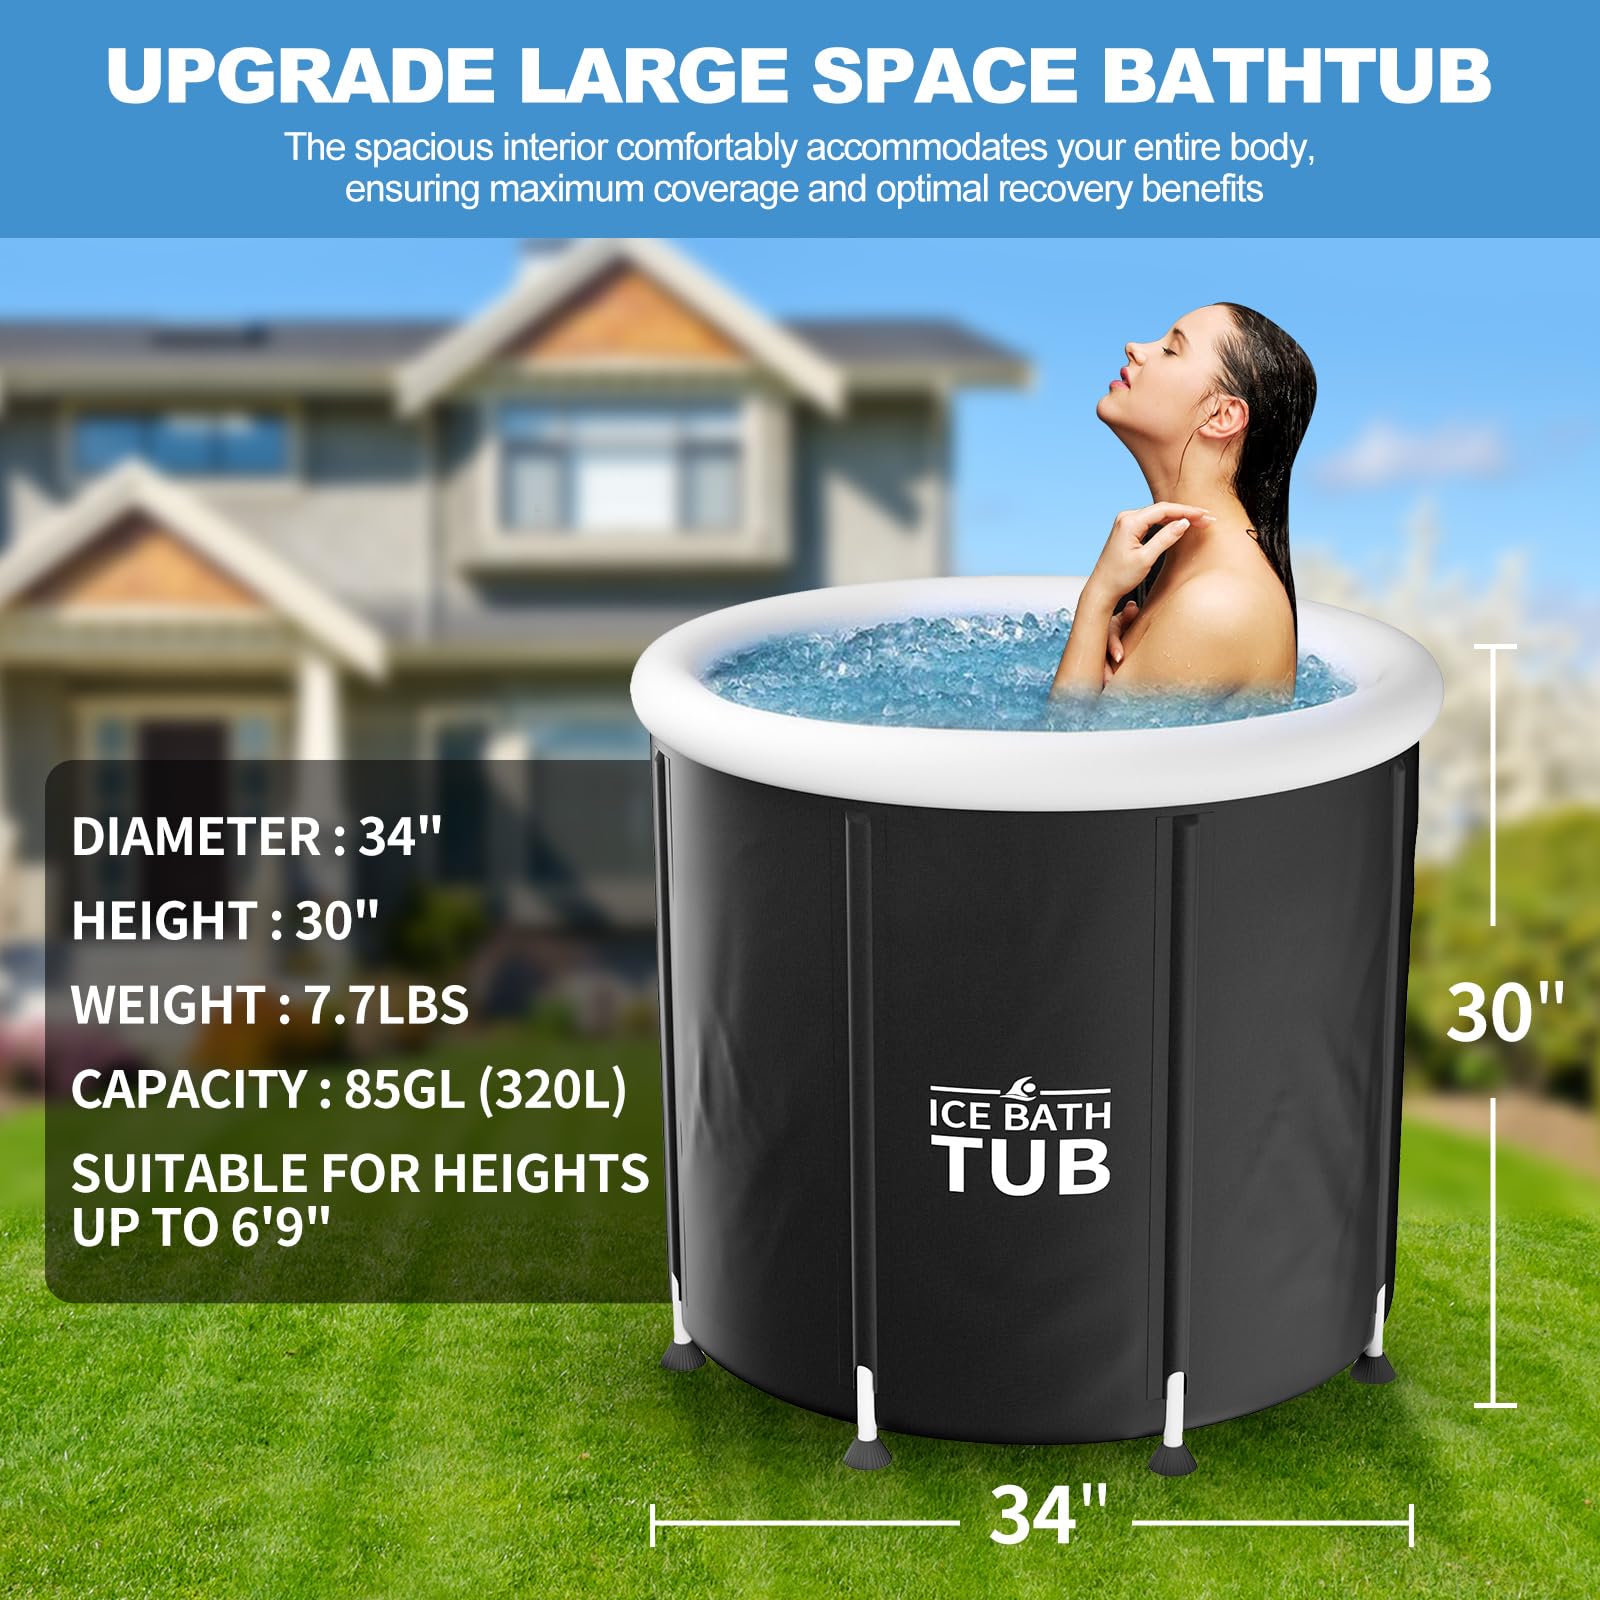 UPGRADE LARGE SPACE BATHTUB
The spacious interior comfortably accommodates your entire body,
ensuring maximum coverage and optimal recovery benefits
DIAMETER : 34"
HEIGHT : 30"
WEIGHT : 7.7LBS
CAPACITY : 85GL (320L)
SUITABLE FOR HEIGHTS
UP TO 6'9"
ICE BATH
TUB
30"
34"